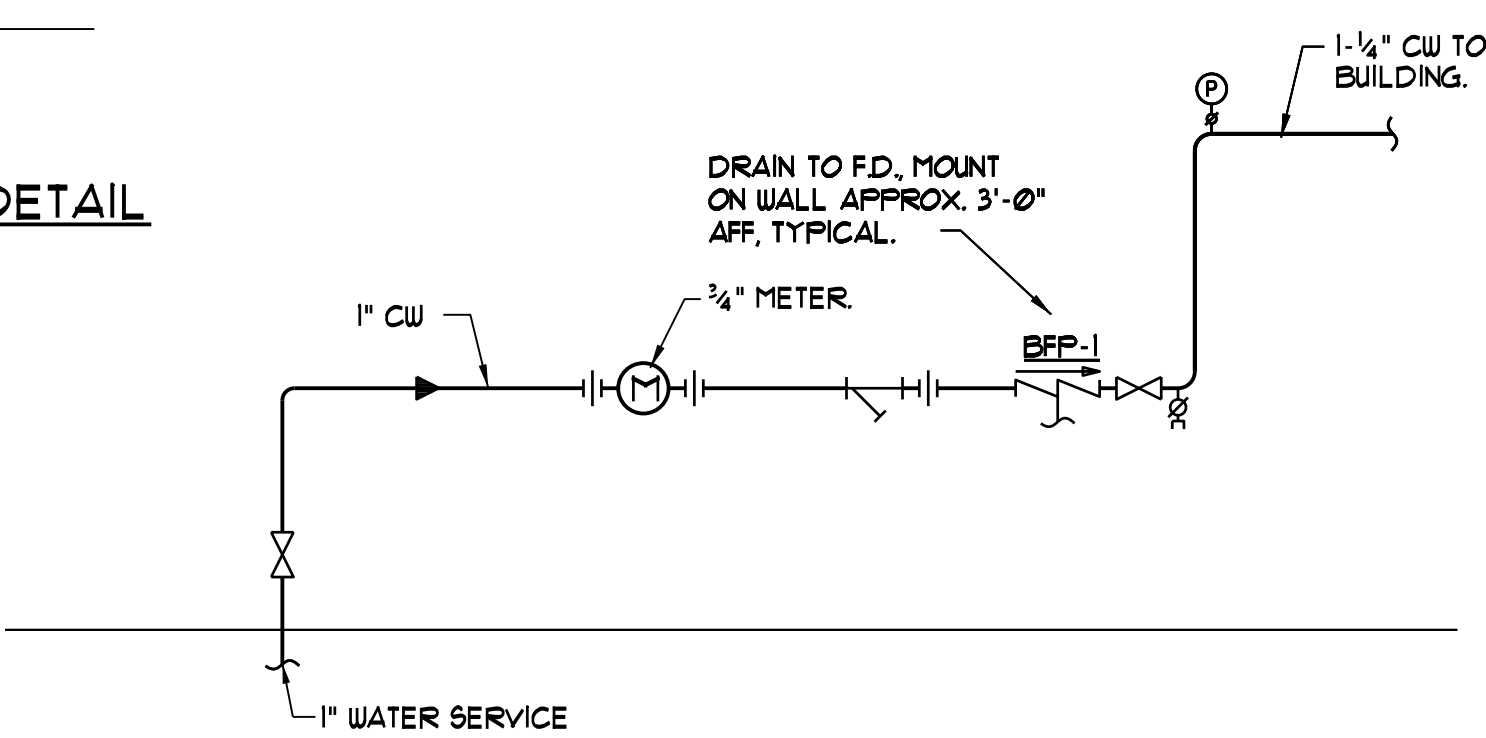 1-¼" CW TO
BUILDING.
P
DRAIN TO F.D., MOUNT
ON WALL APPROX. 3'-0"
AFF, TYPICAL.
DETAIL
¾" METER.
1" CW
BFP-1
M
1" WATER SERVICE